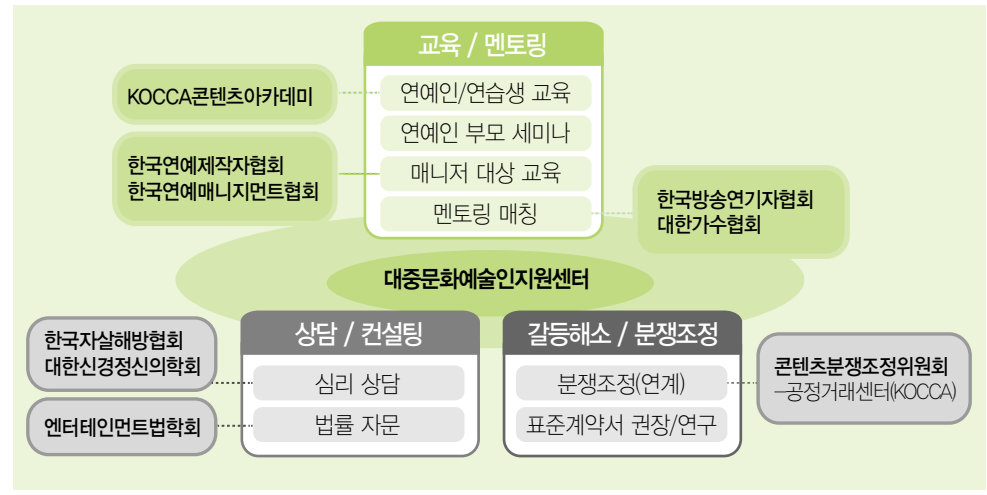 교육 / 멘토링
KOCCA콘텐츠아카데미
연예인/연습생 교육
연예인 부모 세미나
한국연예제작자협회
한국연예매니지먼트협회
매니저 대상 교육
멘토링 매칭
한국방송연기자협회
대한가수협회
대중문화예술인지원센터
한국자살해방협회
대한신경정신의학회
엔터테인먼트법학회
상담 / 컨설팅
심리 상담
법률 자문
갈등해소 / 분쟁조정
분쟁조정(연계)
표준계약서 권장/연구
콘텐츠분쟁조정위원회
–공정거래센터(KOCCA)